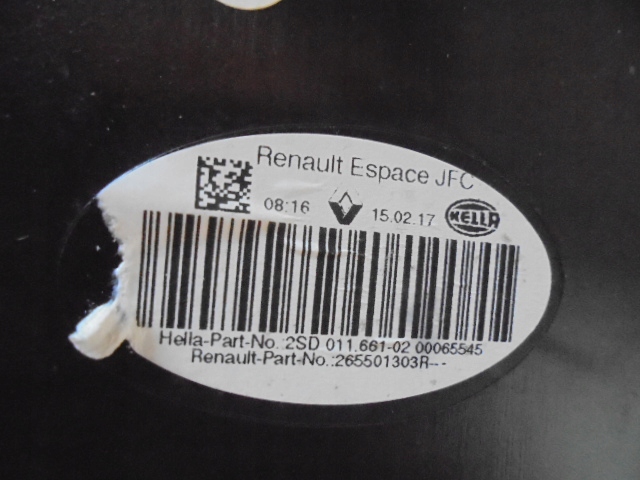 Renault Espace JFC
08:16 15.02.17 HELLA
Hella-Part-No.:2SD 011.661-02 00065545
Renault-Part-No.:265501303R---